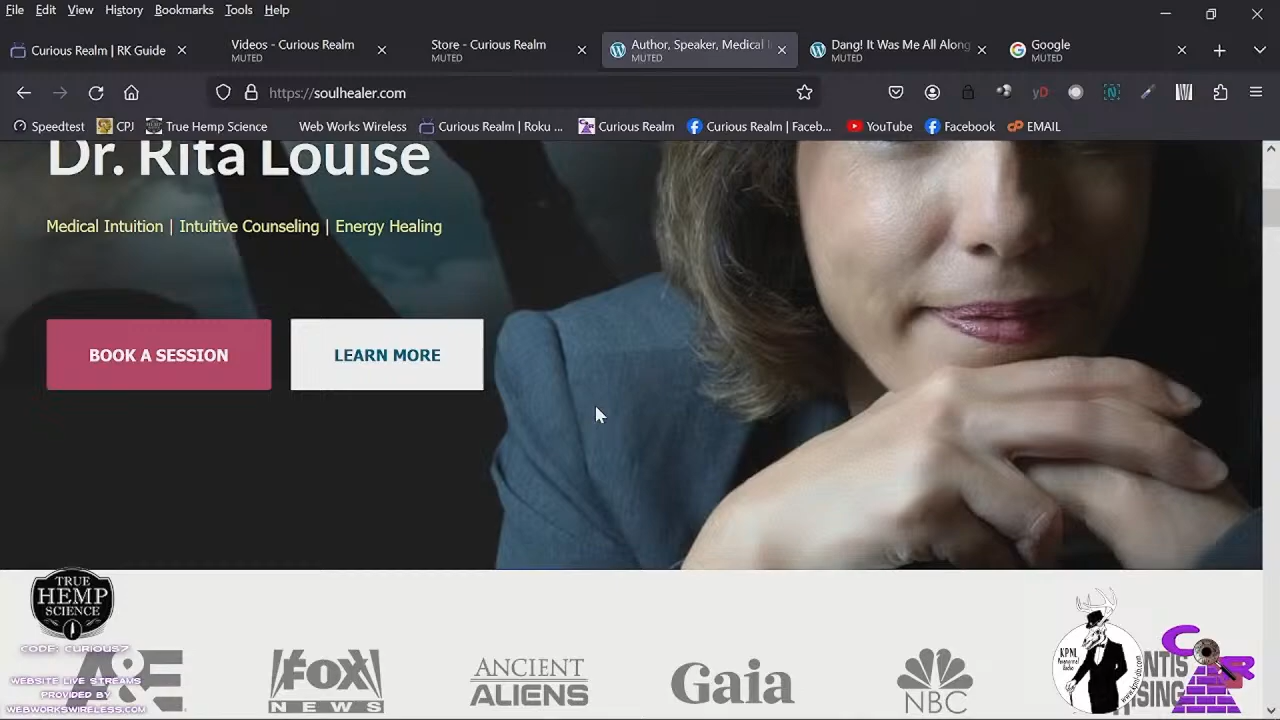 File Edit View History Bookmarks Tools Help
Curious Realm | RK Guide
Videos - Curious Realm
MUTED
Store - Curious Realm
MUTED
Author, Speaker, Medical I
MUTED
Dang! It Was Me All Along
MUTED
Google
MUTED
https://soulhealer.com
yD
N
Speedtest CPJ True Hemp Science Web Works Wireless Curious Realm | Roku ... Curious Realm Curious Realm | Faceb... YouTube Facebook EMAIL
Dr. Rita Louise
Medical Intuition | Intuitive Counseling | Energy Healing
BOOK A SESSION LEARN MORE
TRUE
HEMP
SCIENCE
CODE: CURIOUS7
WEBSITE LIVE STREAMS
PROVIDED BY
WEBWORKSWIRELESS.COM
A&E
FOX
NEWS
ANCIENT
ALIENS
Gaia
NBC
KPNL
NTIS
ISING
C R